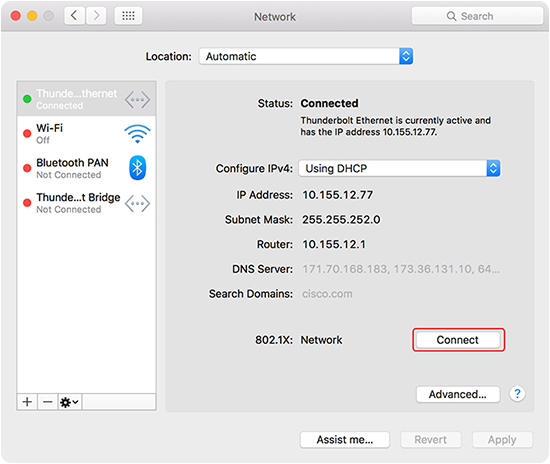 Network
Search
Location: Automatic
Thunde...thernet
Connected
Wi-Fi
Off
Bluetooth PAN
Not Connected
Thunde...t Bridge
Not Connected
Status: Connected
Thunderbolt Ethernet is currently active and
has the IP address 10.155.12.77.
Configure IPv4: Using DHCP
IP Address: 10.155.12.77
Subnet Mask: 255.255.252.0
Router: 10.155.12.1
DNS Server: 171.70.168.183, 173.36.131.10, 64...
Search Domains: cisco.com
802.1X: Network Connect
Advanced... ?
Assist me... Revert Apply